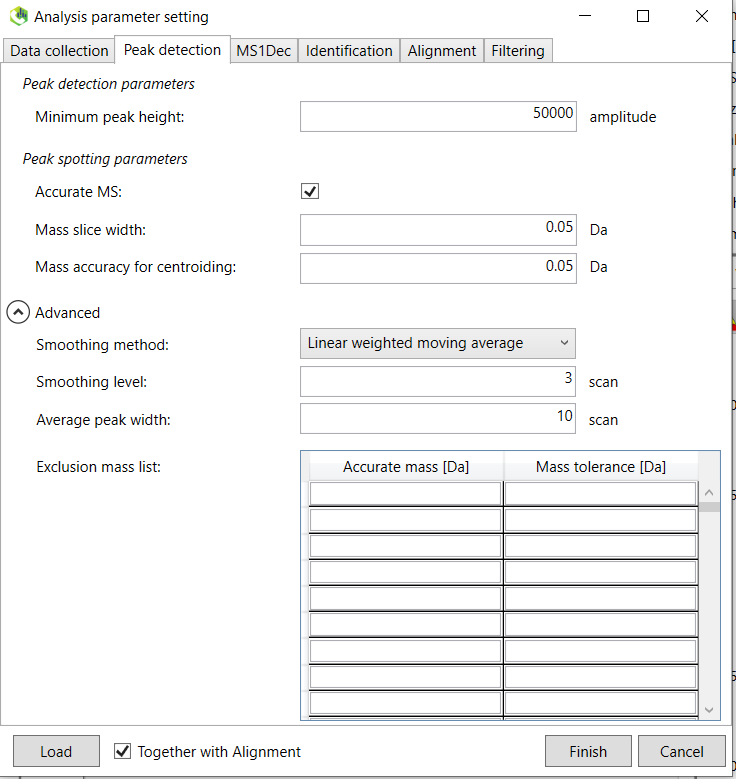 Analysis parameter setting
Data collection Peak detection MS1Dec Identification Alignment Filtering
Peak detection parameters
Minimum peak height: 50000 amplitude
Peak spotting parameters
Accurate MS:
Mass slice width: 0.05 Da
Mass accuracy for centroiding: 0.05 Da
Advanced
Smoothing method: Linear weighted moving average
Smoothing level: 3 scan
Average peak width: 10 scan
Exclusion mass list: Accurate mass [Da] Mass tolerance [Da]
Load Together with Alignment Finish Cancel